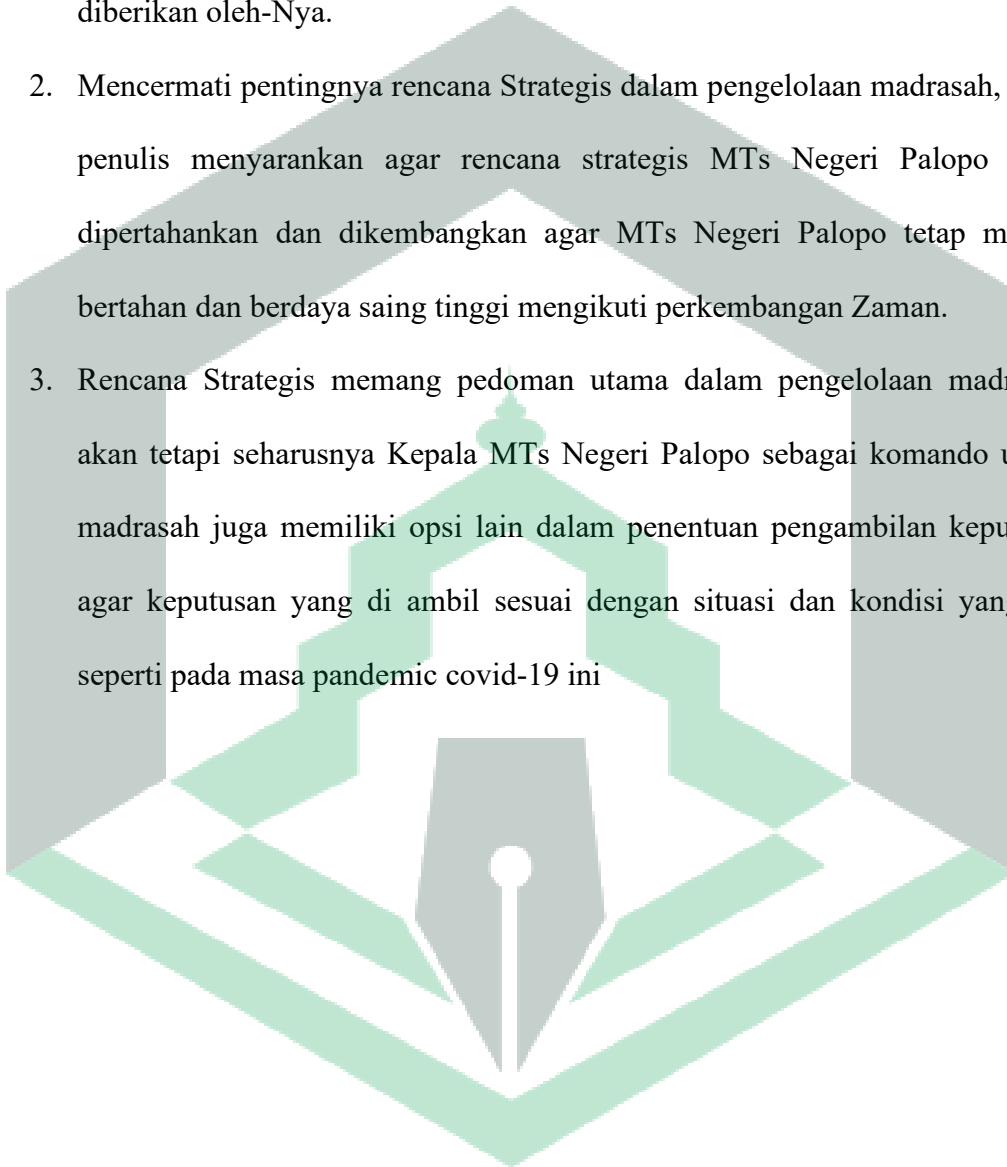 diberikan oleh-Nya.
2. Mencermati pentingnya rencana Strategis dalam pengelolaan madrasah,
penulis menyarankan agar rencana strategis MTs Negeri Palopo
dipertahankan dan dikembangkan agar MTs Negeri Palopo tetap
bertahan dan berdaya saing tinggi mengikuti perkembangan Zaman.
3. Rencana Strategis memang pedoman utama dalam pengelolaan
akan tetapi seharusnya Kepala MTs Negeri Palopo sebagai komando
madrasah juga memiliki opsi lain dalam penentuan pengambilan
agar keputusan yang di ambil sesuai dengan situasi dan kondisi yang
seperti pada masa pandemic covid-19 ini